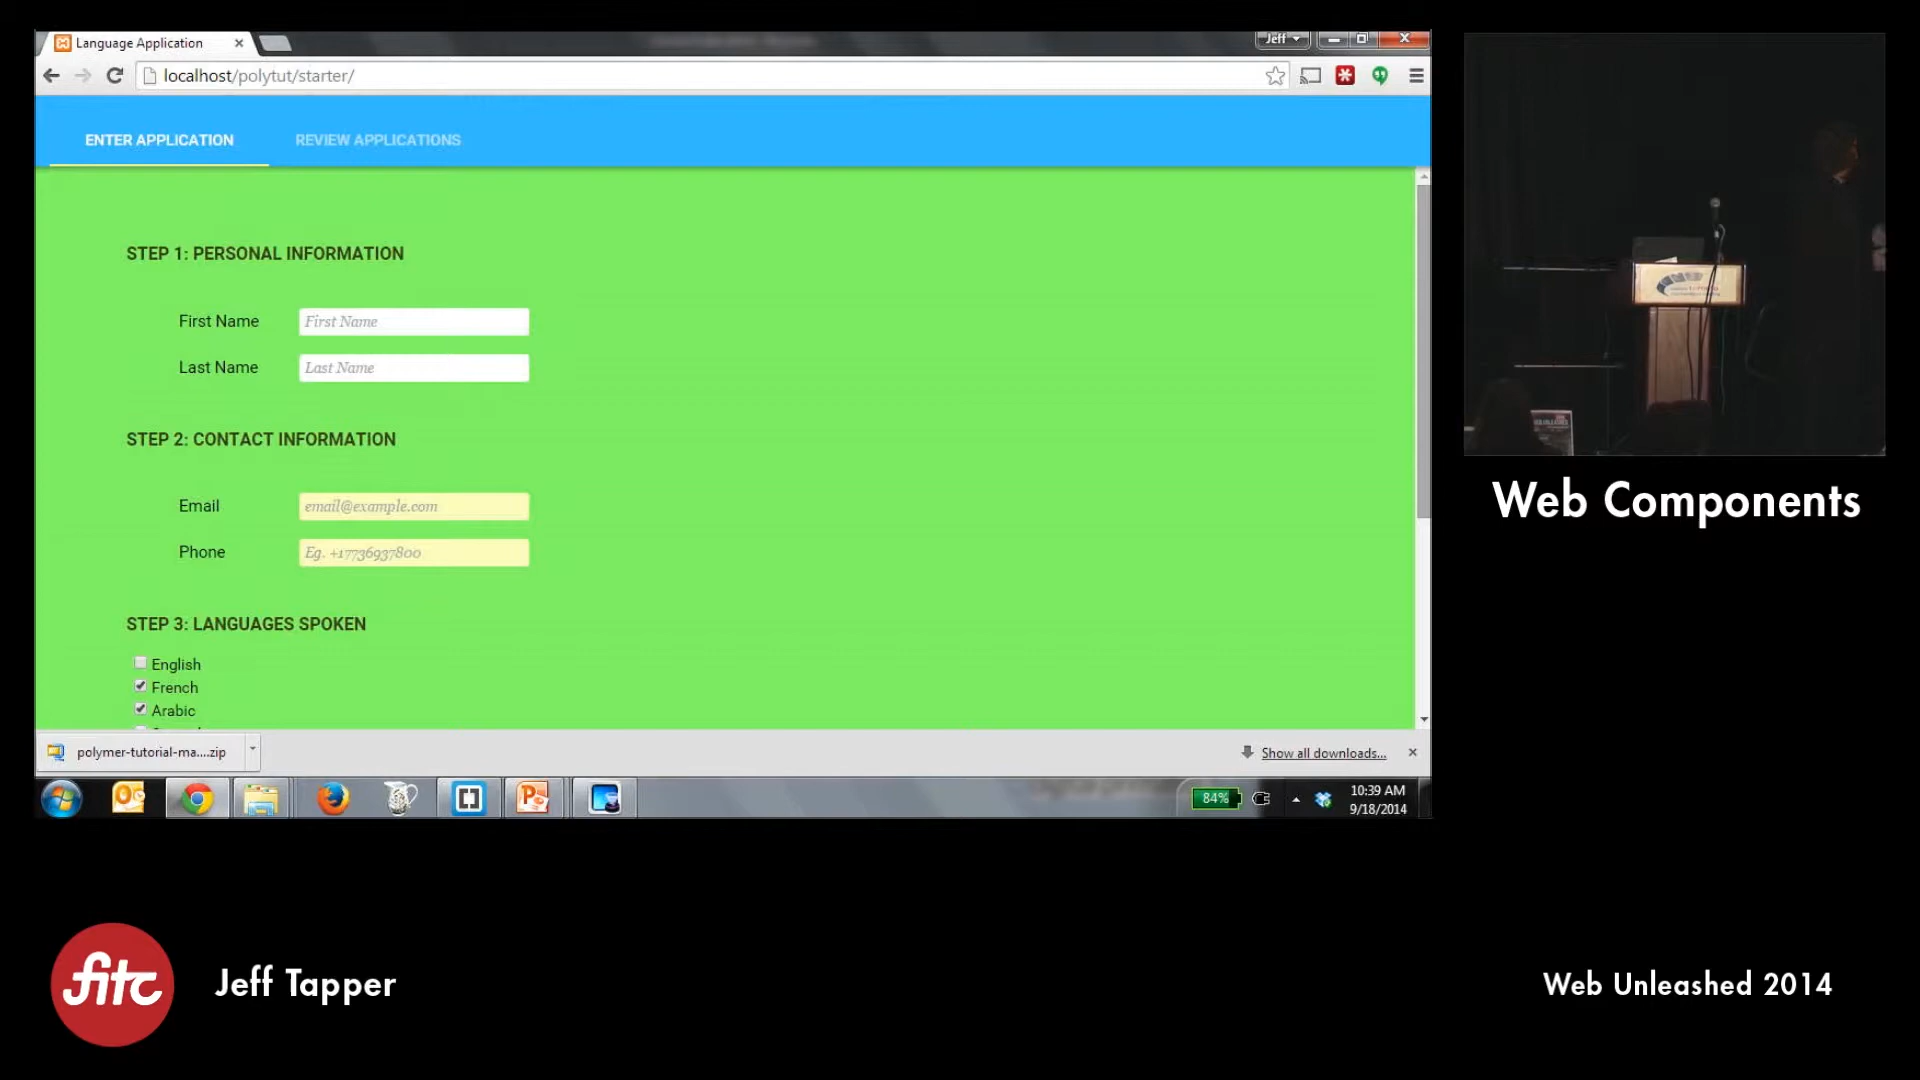 Language Application
Jeff
localhost/polytut/starter/
ENTER APPLICATION
REVIEW APPLICATIONS
STEP 1: PERSONAL INFORMATION
First Name
First Name
Last Name
Last Name
STEP 2: CONTACT INFORMATION
Email
email@example.com
Phone
Eg. +17736937800
STEP 3: LANGUAGES SPOKEN
English
French
Arabic
polymer-tutorial-ma....zip
Show all downloads...
84%
10:39 AM
9/18/2014
Web Components
fitc
Jeff Tapper
Web Unleashed 2014